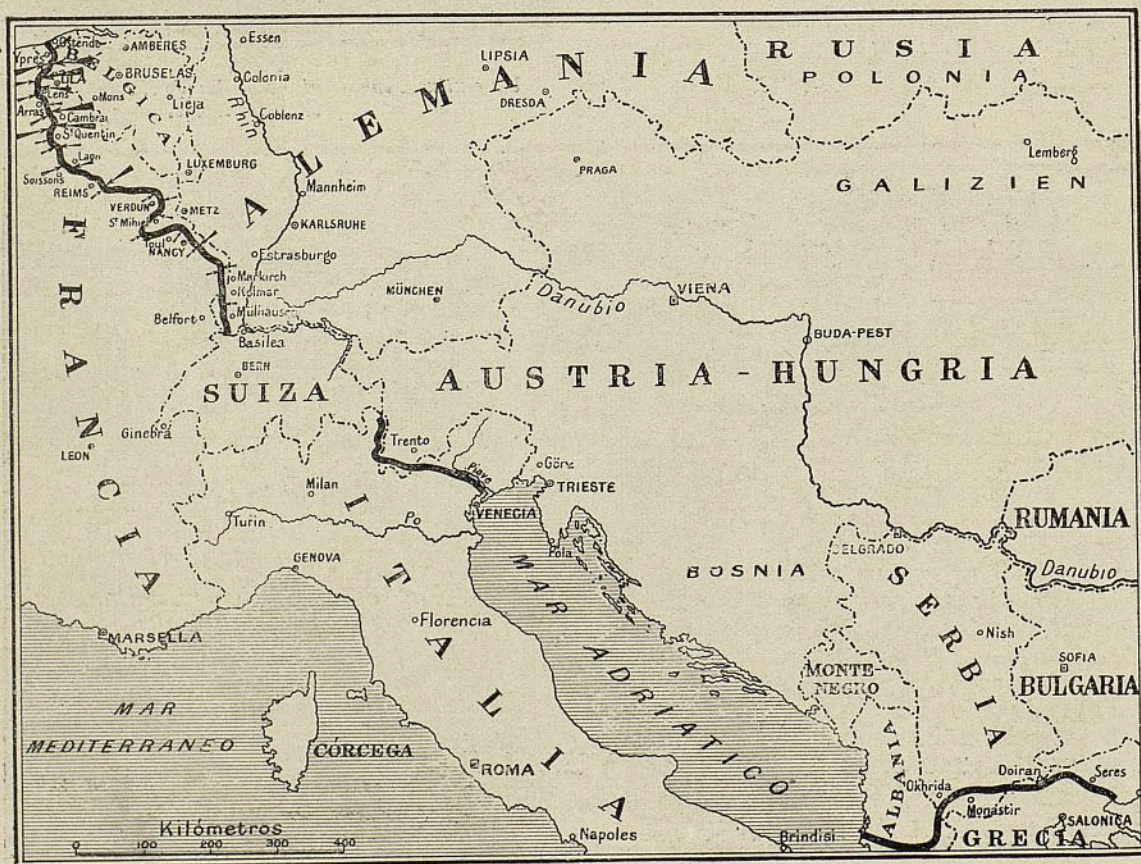 Ostende
AMBERES
Essen
LIPSIA
RUSIA
Ypres
BÉLGICA
BRUSELAS
Colonia
ALEMANIA
POLONIA
LILA
Lens
Mons
Lieja
Rhin
DRESDA
Arras
Cambrai
Coblenz
St Quentin
Lemberg
Laon
LUXEMBURG
PRAGA
GALIZIEN
Soissons
REIMS
Mannheim
VERDUN
METZ
St Mihiel
KARLSRUHE
FRANCIA
Toul
NANCY
Estrasburgo
Markirch
Kolmar
MÜNCHEN
Danubio
VIENA
Belfort
Mülhausen
Basilea
BUDA-PEST
BERN
SUIZA
AUSTRIA-HUNGRIA
Ginebra
Trento
LEON
Piave
Görz
Milan
TRIESTE
ITALIA
VENECIA
Turin
Po
RUMANIA
Pola
BELGRADO
GENOVA
BOSNIA
Danubio
SERBIA
MAR ADRIATICO
Florencia
Nish
MARSELLA
SOFIA
MONTE-
NEGRO
BULGARIA
MAR
MEDITERRANEO
CÓRCEGA
ROMA
ALBANIA
Doiran
Seres
Okhrida
Monastir
Kilómetros
SALONICA
0 100 200 300 400
Napoles
Brindisi
GRECIA